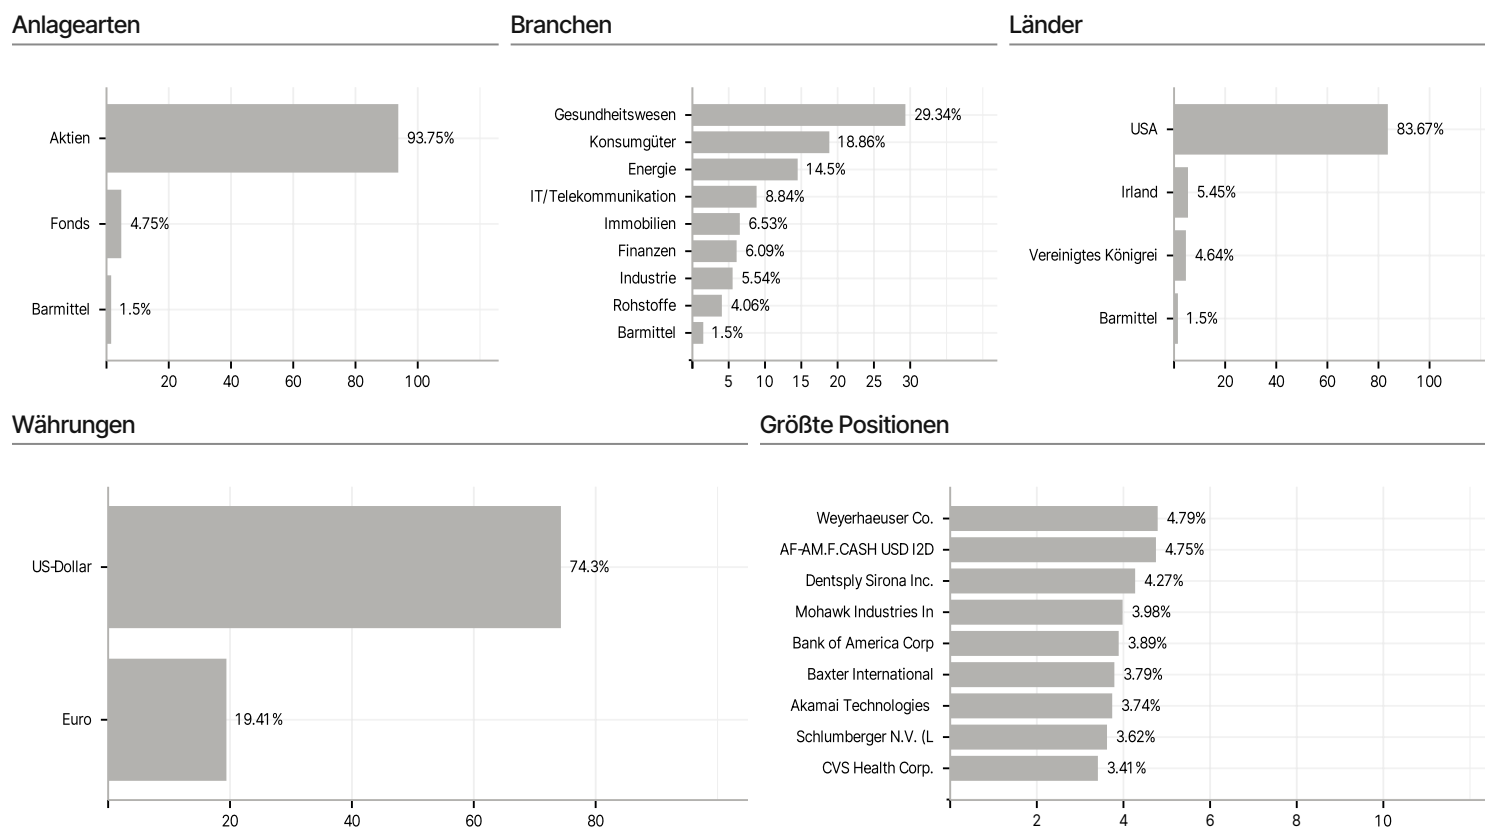 Anlagearten
Aktien 93.75%
Fonds 4.75%
Barmittel 1.5%
20 40 60 80 100
Branchen
Gesundheitswesen 29.34%
Konsumgüter 18.86%
Energie 14.5%
IT/Telekommunikation 8.84%
Immobilien 6.53%
Finanzen 6.09%
Industrie 5.54%
Rohstoffe 4.06%
Barmittel 1.5%
5 10 15 20 25 30
Länder
USA 83.67%
Irland 5.45%
Vereinigtes Königrei 4.64%
Barmittel 1.5%
20 40 60 80 100
Währungen
US-Dollar 74.3%
Euro 19.41%
20 40 60 80
Größte Positionen
Weyerhaeuser Co. 4.79%
AF-AM.F.CASH USD I2D 4.75%
Dentsply Sirona Inc. 4.27%
Mohawk Industries In 3.98%
Bank of America Corp 3.89%
Baxter International 3.79%
Akamai Technologies 3.74%
Schlumberger N.V. (L 3.62%
CVS Health Corp. 3.41%
2 4 6 8 10